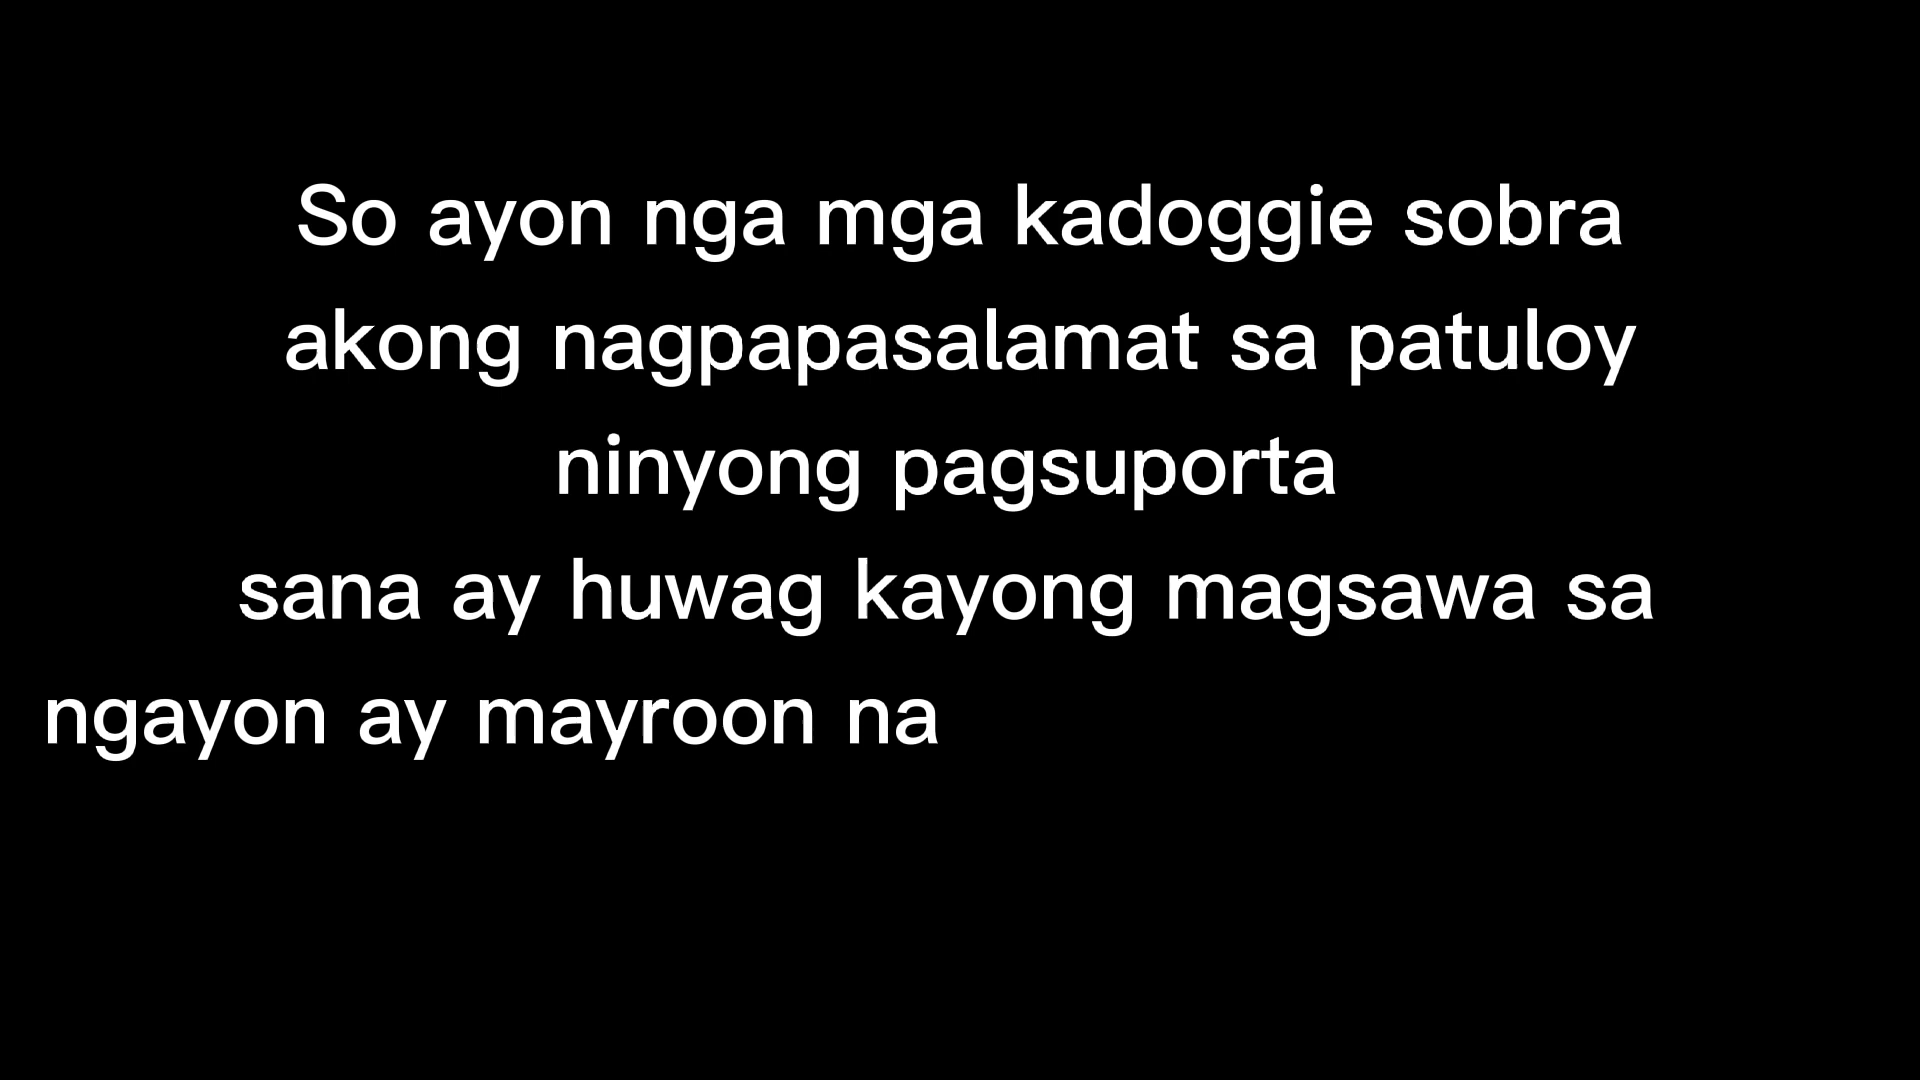 So ayon nga mga kadoggie sobra
akong nagpapasalamat sa patuloy
ninyong pagsuporta
sana ay huwag kayong magsawa sa
ngayon ay mayroon na